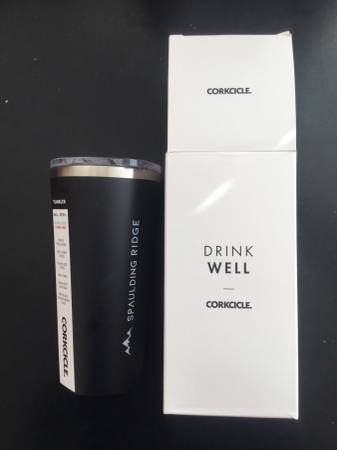 CORKCICLE.
DRINK
WELL
CORKCICLE.
SPAULDING RIDGE
TUMBLER
CORKCICLE.